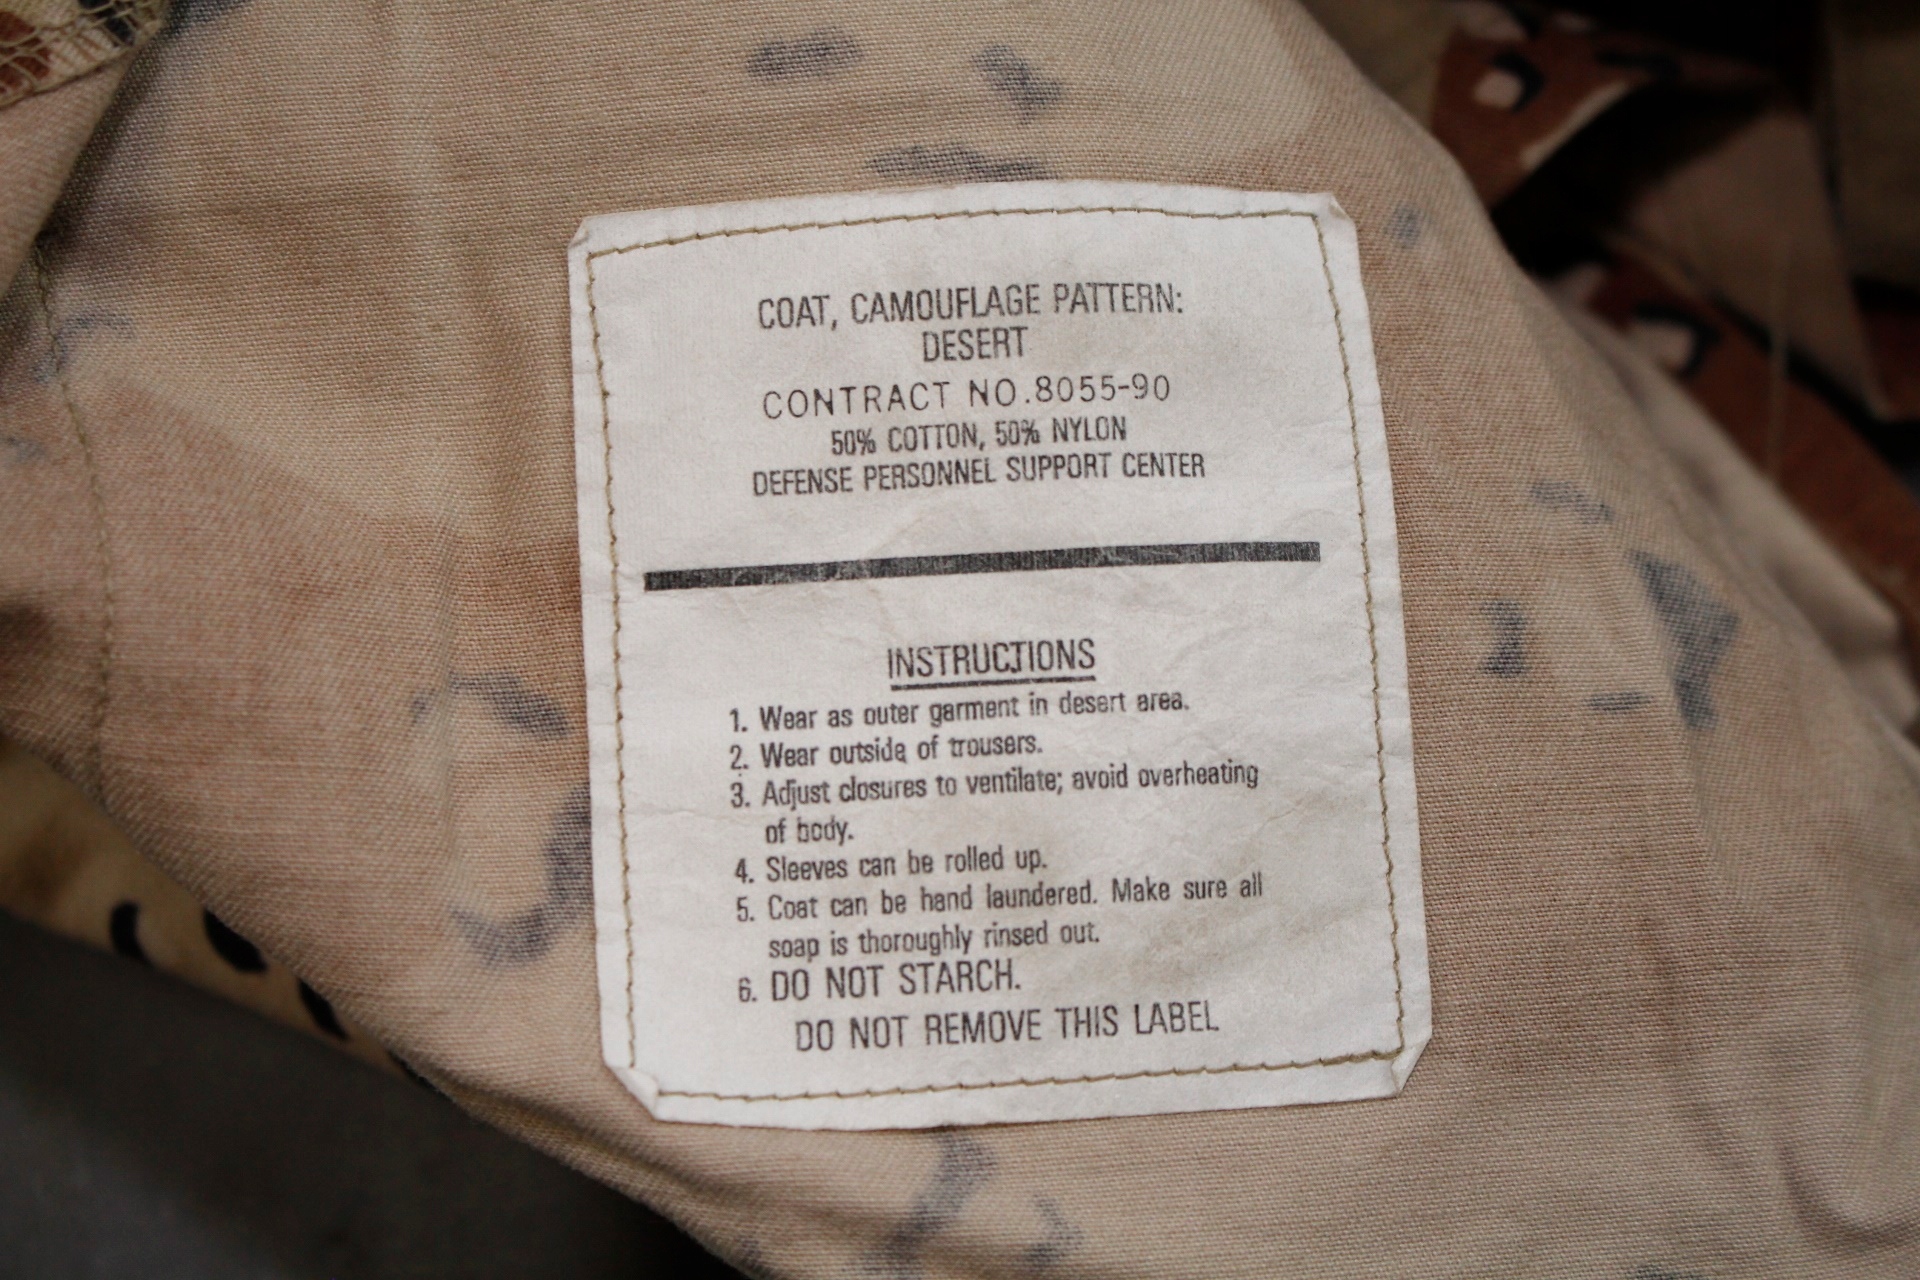 COAT, CAMOUFLAGE PATTERN:
DESERT
CONTRACT NO.8055-90
50% COTTON, 50% NYLON
DEFENSE PERSONNEL SUPPORT CENTER
INSTRUCTIONS
1. Wear as outer garment in desert area.
2. Wear outside of trousers.
3. Adjust closures to ventilate; avoid overheating
of body.
4. Sleeves can be rolled up.
5. Coat can be hand laundered. Make sure all
soap is thoroughly rinsed out.
6. DO NOT STARCH.
DO NOT REMOVE THIS LABEL